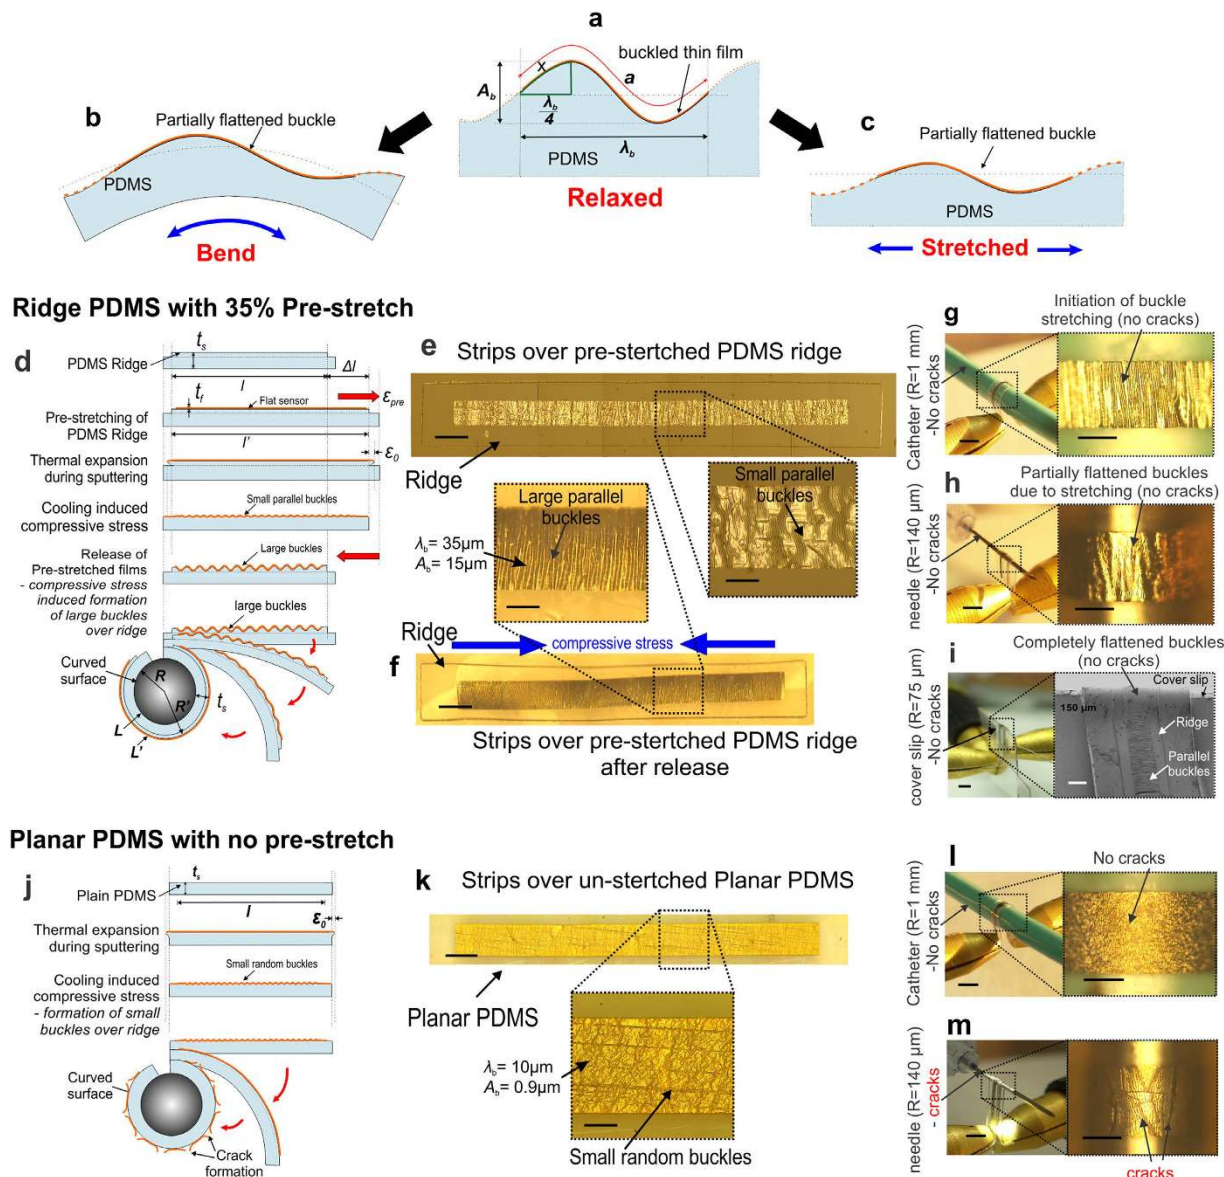 a
buckled thin film
x
a
A_b
λ_b
4
λ_b
PDMS
Relaxed
b
Partially flattened buckle
PDMS
Bend
c
Partially flattened buckle
PDMS
Stretched
Ridge PDMS with 35% Pre-stretch
d
t_s
PDMS Ridge
l
Δl
t_f
Flat sensor
ε_pre
Pre-stretching of
PDMS Ridge
l'
Thermal expansion
during sputtering
ε_0
Cooling induced
compressive stress
Small parallel buckles
Release of
Pre-stretched films
- compressive stress
induced formation
of large buckles
over ridge
Large buckles
large buckles
Curved
surface
R
R'
t_s
L
L'
e
Strips over pre-stertched PDMS ridge
Ridge
Large parallel
buckles
λ_b= 35µm
A_b= 15µm
Small parallel
buckles
Ridge
compressive stress
f
Strips over pre-stertched PDMS ridge
after release
g
Initiation of buckle
stretching (no cracks)
Catheter (R=1 mm)
-No cracks
h
Partially flattened buckles
due to stretching (no cracks)
needle (R=140 µm)
-No cracks
i
Completely flattened buckles
(no cracks)
cover slip (R=75 µm)
-No cracks
Cover slip
150 µm
Ridge
Parallel
buckles
Planar PDMS with no pre-stretch
j
t_s
Plain PDMS
l
ε_0
Thermal expansion
during sputtering
Cooling induced
compressive stress
- formation of small
buckles over ridge
Small random buckles
Curved
surface
Crack
formation
k
Strips over un-stertched Planar PDMS
Planar PDMS
λ_b= 10µm
A_b= 0.9µm
Small random buckles
l
No cracks
Catheter (R=1 mm)
-No cracks
m
needle (R=140 µm)
- cracks
cracks